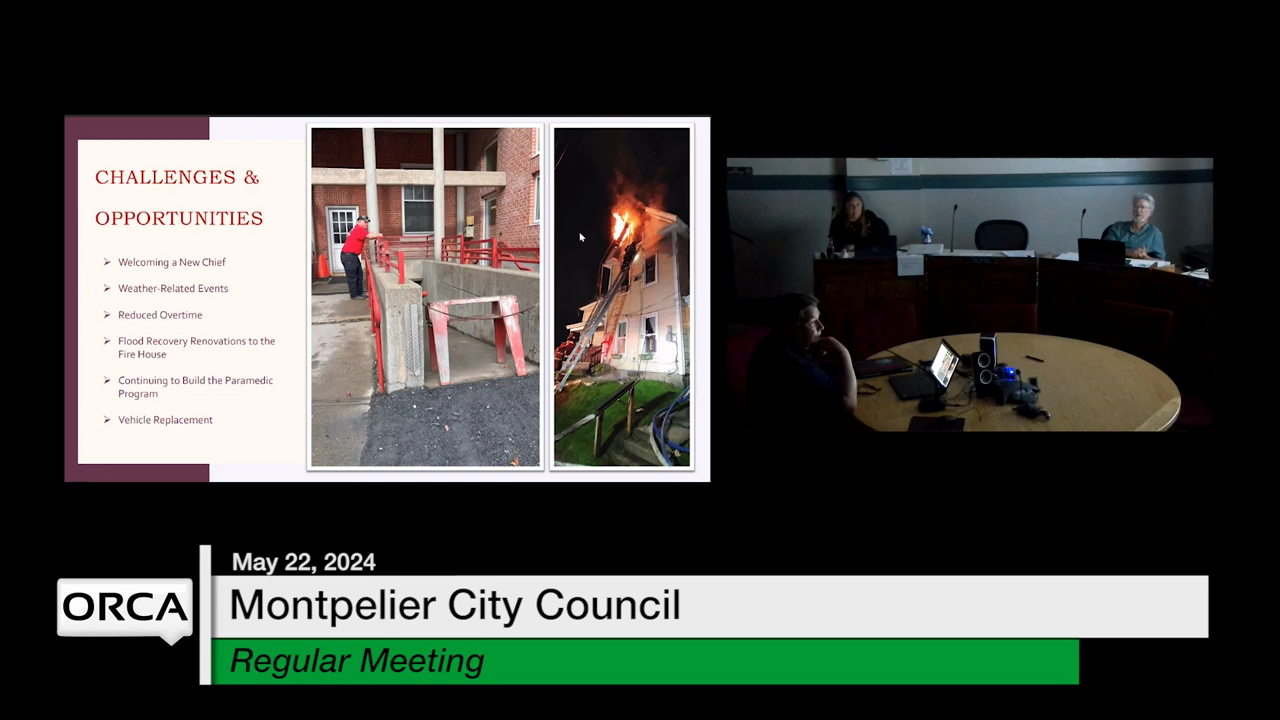 CHALLENGES &
OPPORTUNITIES
Welcoming a New Chief
Weather-Related Events
Reduced Overtime
Flood Recovery Renovations to the
Fire House
Continuing to Build the Paramedic
Program
Vehicle Replacement
May 22, 2024
ORCA
Montpelier City Council
Regular Meeting